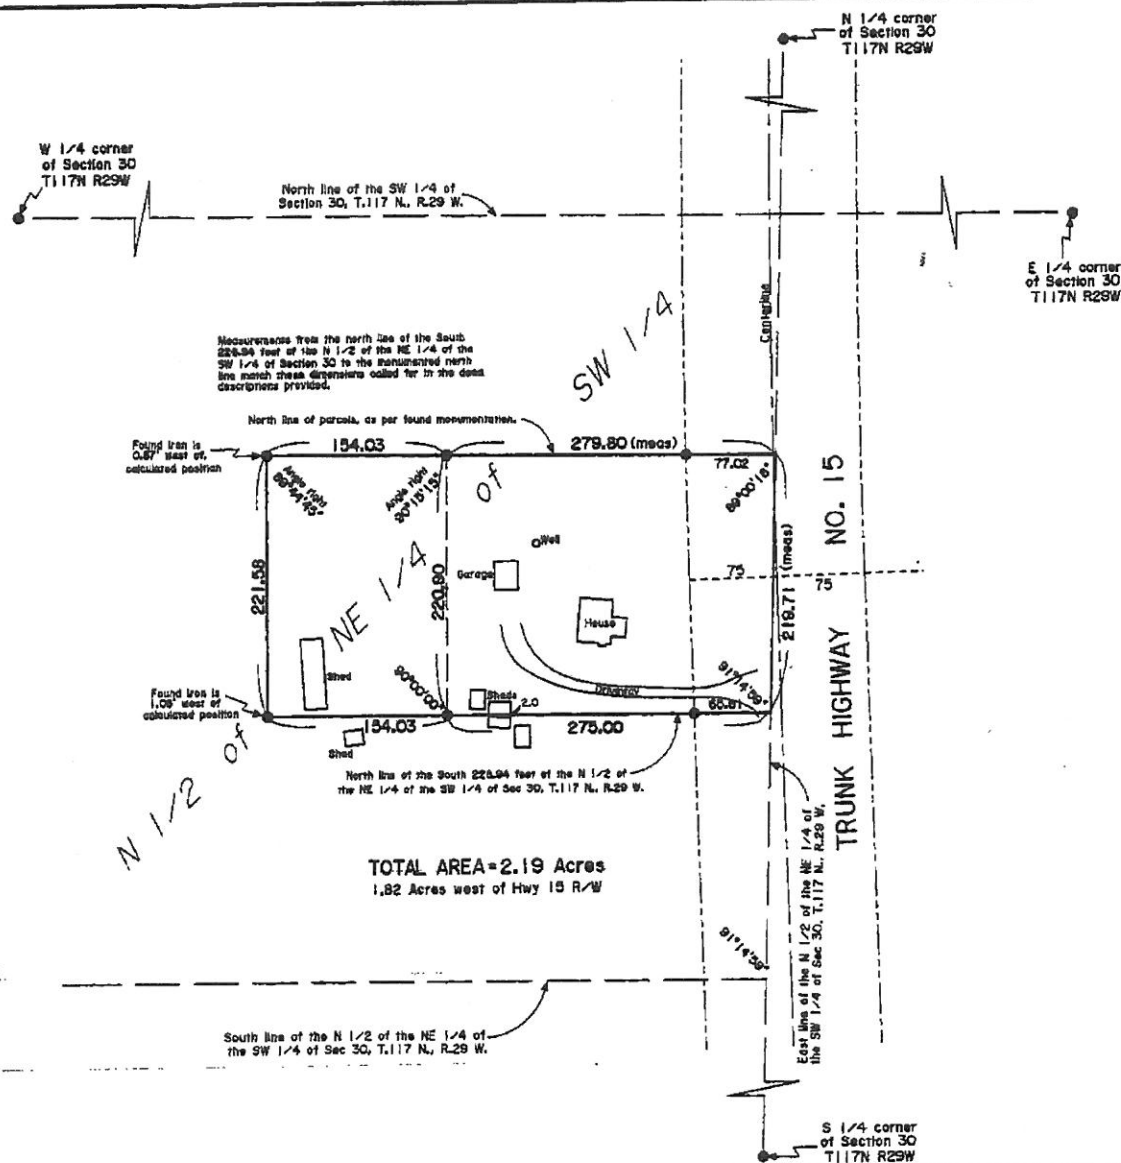 N 1/4 corner
of Section 30
T117N R29W
W 1/4 corner
of Section 30
T117N R29W
North line of the SW 1/4 of
Section 30, T.117 N., R.29 W.
E 1/4 corner
of Section 30
T117N R29W
Centerline
SW 1/4
Measurements from the north line of the South
228.94 feet of the N 1/2 of the NE 1/4 of the
SW 1/4 of Section 30 to the monumented north
line match these dimensions called for in the deed
descriptions provided.
North line of parcels, as per found monumentation.
Found iron is
west of
calculated position
154.03
279.80 (meas)
77.02
Angle right
Angle right
90°15'15"
89°00'16"
of
NO. 15
Well
Garage
NE 1/4
221.58
220.80
75
75
219.71 (meas)
House
Shed
TRUNK HIGHWAY
Driveway
91°14'59"
Found iron is
west of
calculated position
90°00'00"
Sheds
2.0
154.03
275.00
Shed
of
North line of the South 228.94 feet of the N 1/2 of
the NE 1/4 of the SW 1/4 of Sec 30, T.117 N., R.29 W.
N 1/2
TOTAL AREA=2.19 Acres
1.82 Acres west of Hwy 15 R/W
East line of the N 1/2 of the NE 1/4 of
the SW 1/4 of Sec 30, T.117 N., R.29 W.
91°14'59"
South line of the N 1/2 of the NE 1/4 of
the SW 1/4 of Sec 30, T.117 N., R.29 W.
S 1/4 corner
of Section 30
T117N R29W